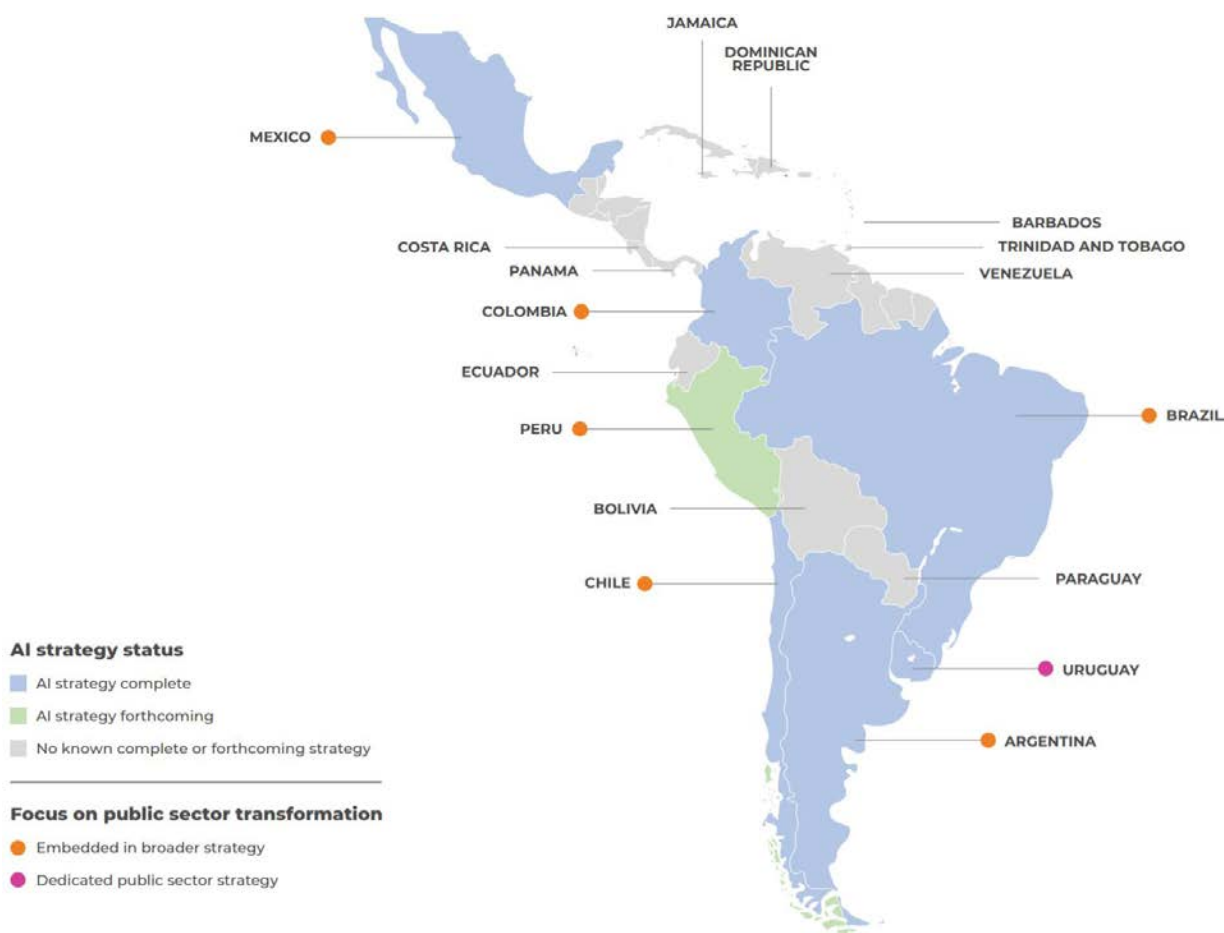 JAMAICA
DOMINICAN
REPUBLIC
MEXICO
BARBADOS
COSTA RICA
TRINIDAD AND TOBAGO
PANAMA
VENEZUELA
COLOMBIA
ECUADOR
BRAZIL
PERU
BOLIVIA
CHILE
PARAGUAY
URUGUAY
ARGENTINA
AI strategy status
AI strategy complete
AI strategy forthcoming
No known complete or forthcoming strategy
Focus on public sector transformation
Embedded in broader strategy
Dedicated public sector strategy